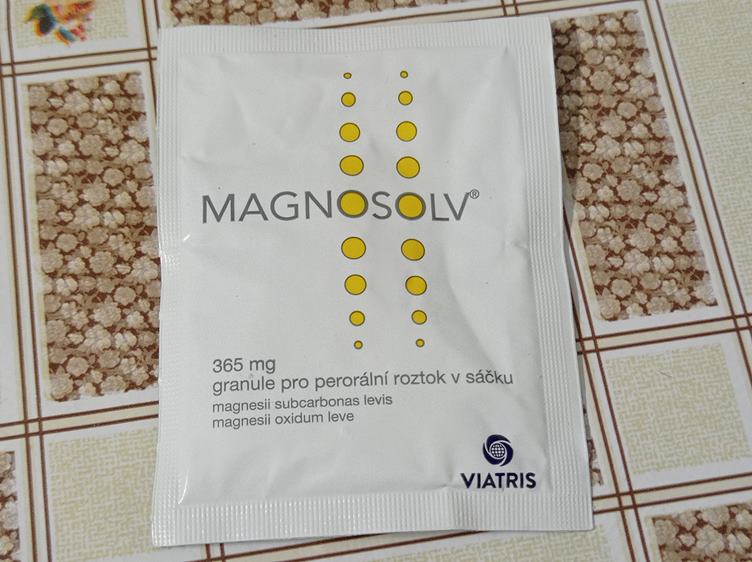 MAGNOSOLV®
365 mg
granule pro perorální roztok v sáčku
magnesii subcarbonas levis
magnesii oxidum leve
VIATRIS